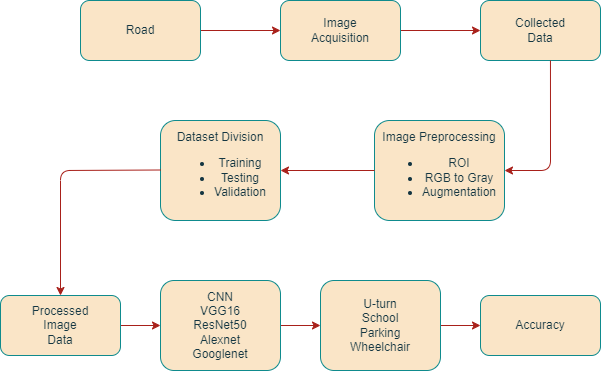 Road
Image
Acquisition
Collected
Data
Dataset Division
• Training
• Testing
• Validation
Image Preprocessing
• ROI
• RGB to Gray
• Augmentation
Processed
Image
Data
CNN
VGG16
ResNet50
Alexnet
Googlenet
U-turn
School
Parking
Wheelchair
Accuracy